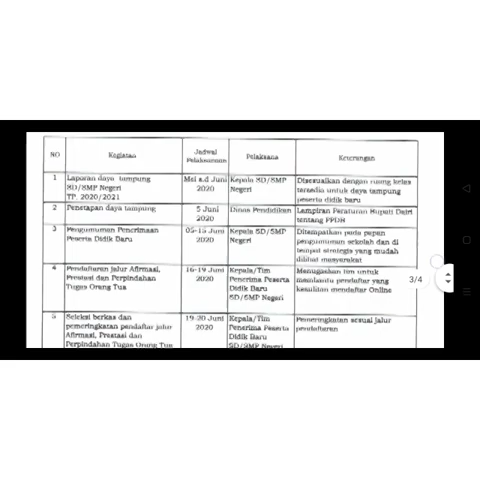 NO Kegiatan Jadwal Pelaksanaan Pelaksana Keterangan
1 Laporan daya tampung SD/SMP Negeri TP. 2020/2021 Mei s.d Juni 2020 Kepala SD/SMP Negeri Disesuaikan dengan ruang kelas tersedia untuk daya tampung peserta didik baru
2 Penetapan daya tampung 5 Juni 2020 Dinas Pendidikan Lampiran Peraturan Bupati Dairi tentang PPDB
3 Pengumuman Penerimaan Peserta Didik Baru 05-15 Juni 2020 Kepala SD/SMP Negeri Ditempatkan pada papan pengumuman sekolah dan di tempat strategis yang mudah dilihat masyarakat
4 Pendaftaran Jalur Afirmasi, Prestasi dan Perpindahan Tugas Orang Tua 16-19 Juni 2020 Kepala/Tim Penerima Peserta Didik Baru SD/SMP Negeri Menugaskan tim untuk membantu pendaftar yang kesulitan mendaftar Online
3/4
5 Seleksi berkas dan pemeringkatan pendaftar jalur Afirmasi, Prestasi dan Perpindahan Tugas Orang Tua 19-20 Juni 2020 Kepala/Tim Penerima Peserta Didik Baru SD/SMP Negeri Pemeringkatan sesuai jalur pendaftaran